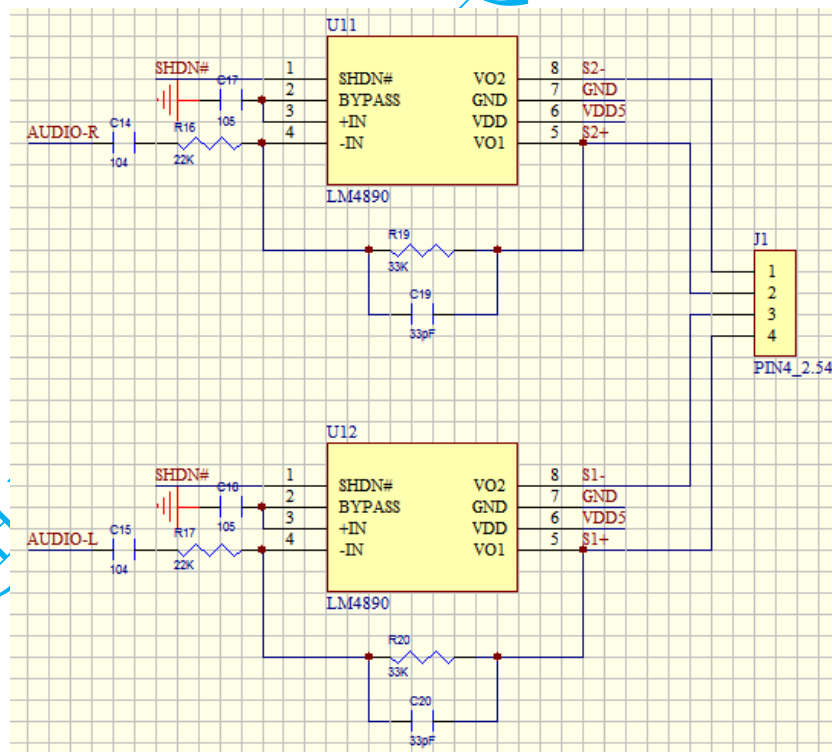 U11
SHDN# 1 SHDN# VO2 8 S2-
C17 2 BYPASS GND 7 GND
105 3 +IN VDD 6 VDD5
AUDIO-R C14 R16 4 -IN VO1 5 S2+
104 22K
LM4890
R19
33K
C19
33pF
J1
1
2
3
4
PIN4_2.54
U12
SHDN# 1 SHDN# VO2 8 S1-
C18 2 BYPASS GND 7 GND
105 3 +IN VDD 6 VDD5
AUDIO-L C15 R17 4 -IN VO1 5 S1+
104 22K
LM4890
R20
33K
C20
33pF